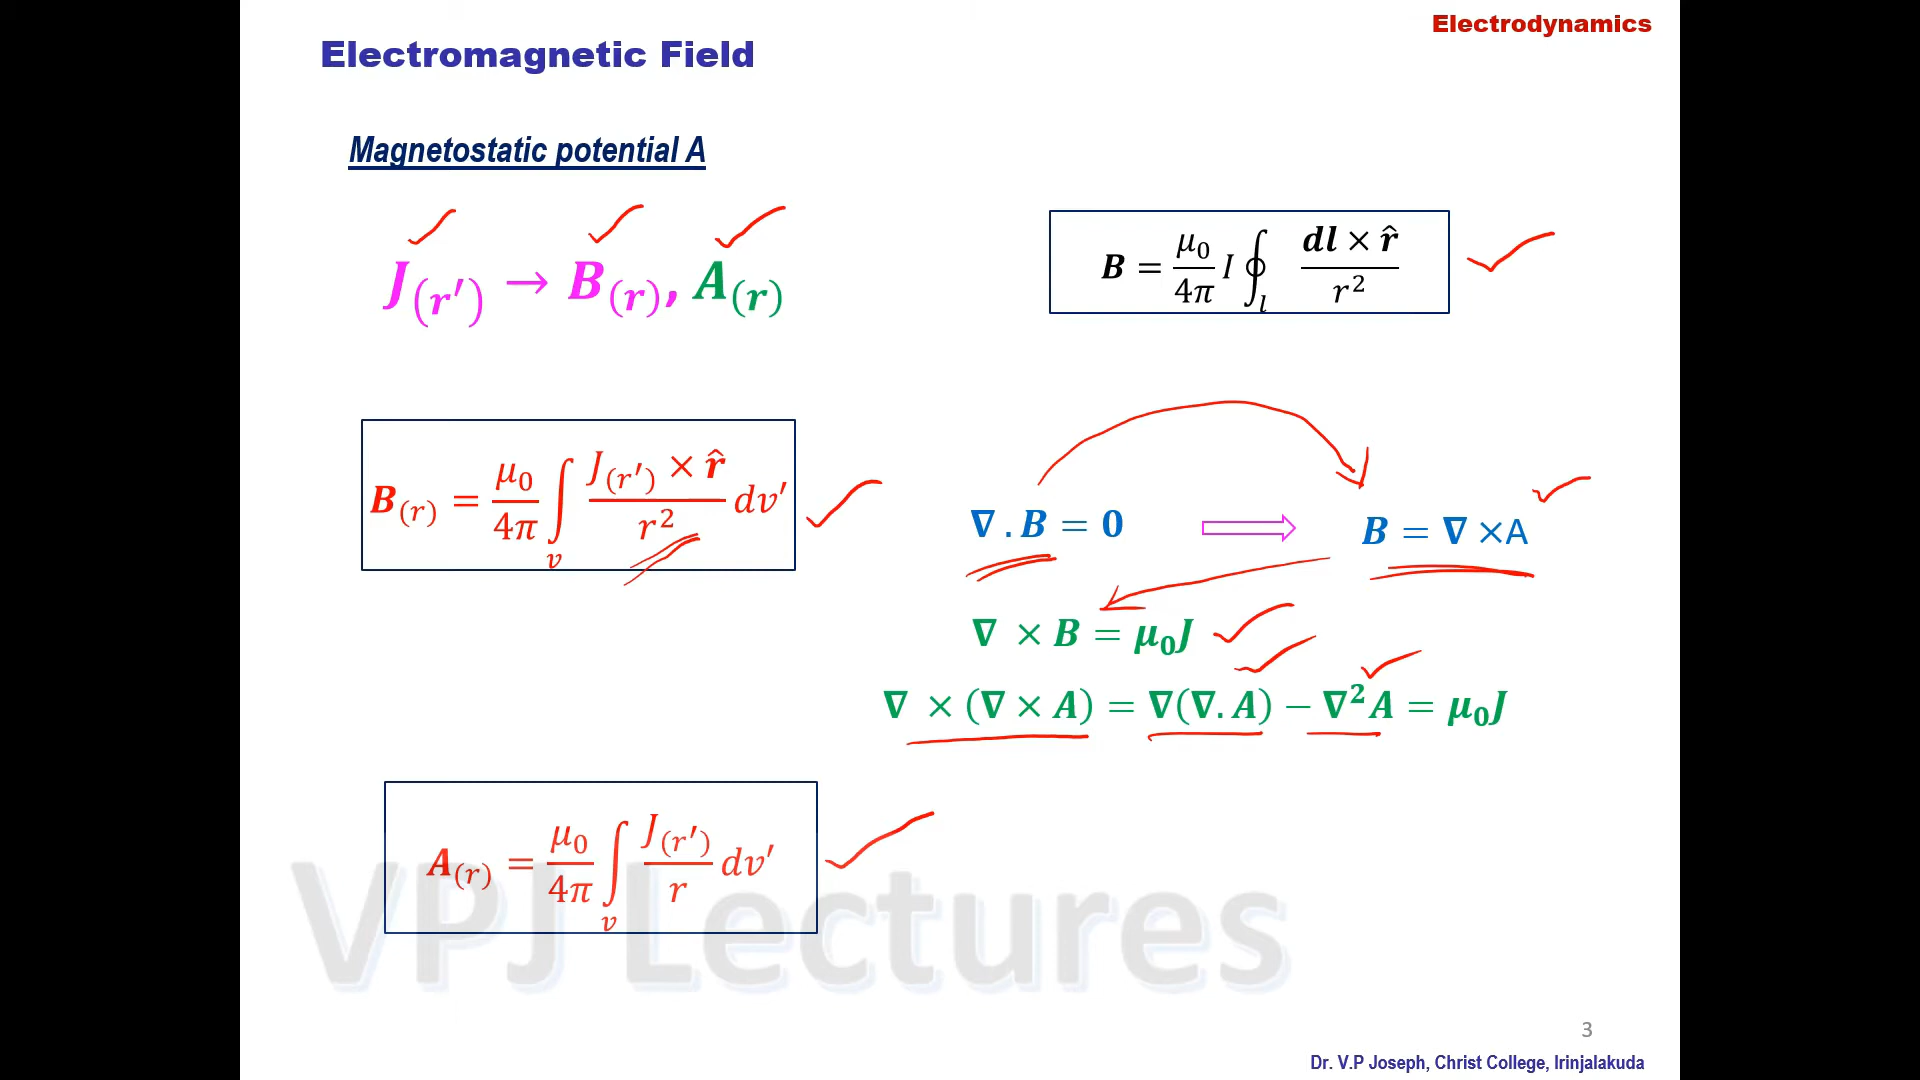 Electrodynamics
Electromagnetic Field
Magnetostatic potential A
J(r′) → B(r), A(r)
B = μ0/4π I ∮l dl × r̂ / r²
B(r) = μ0/4π ∫v J(r′) × r̂ / r² dv′
∇ . B = 0 ⟹ B = ∇ ×A
∇ × B = μ0J
∇ × (∇ × A) = ∇(∇. A) − ∇²A = μ0J
A(r) = μ0/4π ∫v J(r′) / r dv′
VPJ Lectures
3
Dr. V.P Joseph, Christ College, Irinjalakuda